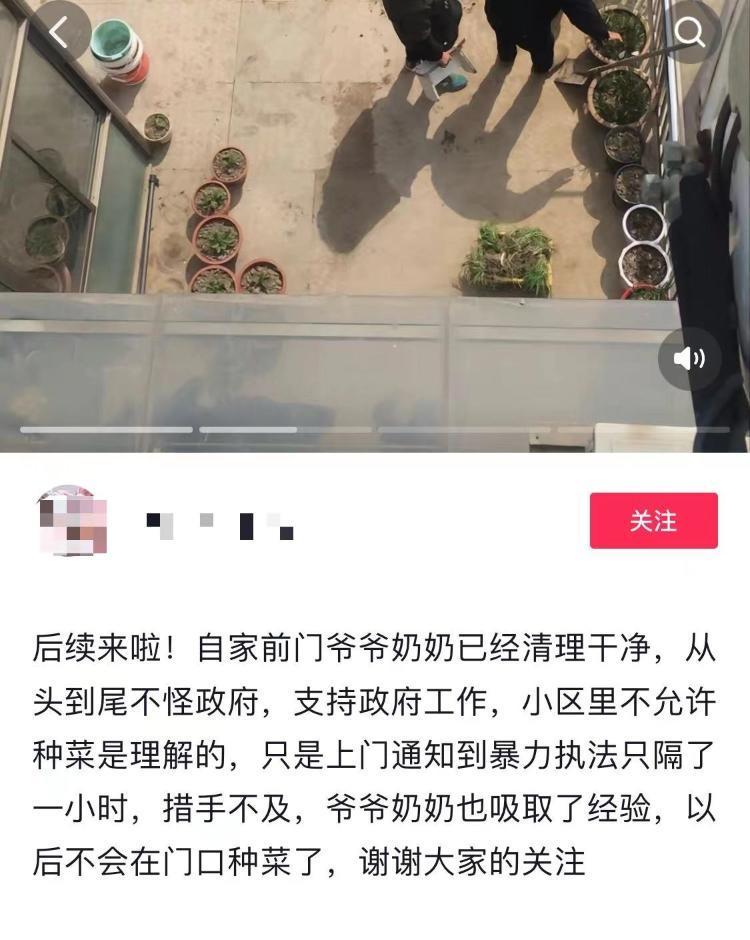 关注
后续来啦！自家前门爷爷奶奶已经清理干净，从
头到尾不怪政府，支持政府工作，小区里不允许
种菜是理解的，只是上门通知到暴力执法只隔了
一小时，措手不及，爷爷奶奶也吸取了经验，以
后不会在门口种菜了，谢谢大家的关注